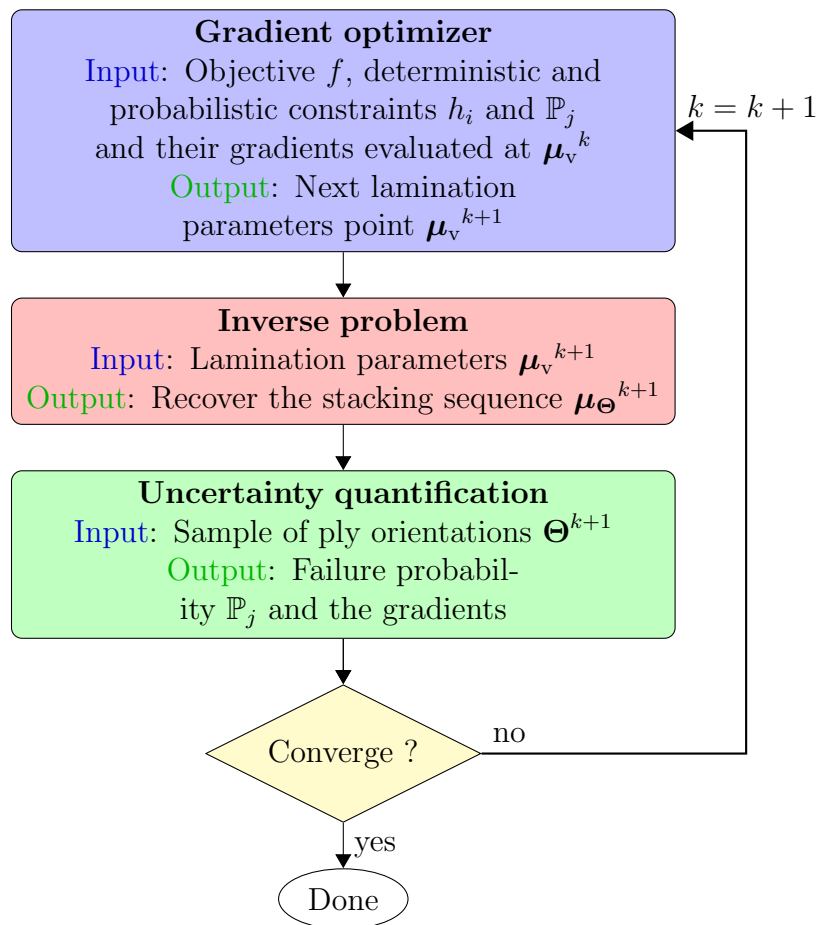 Gradient optimizer
Input: Objective f, deterministic and
probabilistic constraints h_i and ℙ_j
and their gradients evaluated at μ_v^k
Output: Next lamination
parameters point μ_v^{k+1}
k = k + 1
Inverse problem
Input: Lamination parameters μ_v^{k+1}
Output: Recover the stacking sequence μ_Θ^{k+1}
Uncertainty quantification
Input: Sample of ply orientations Θ^{k+1}
Output: Failure probabil-
ity ℙ_j and the gradients
Converge ?
no
yes
Done